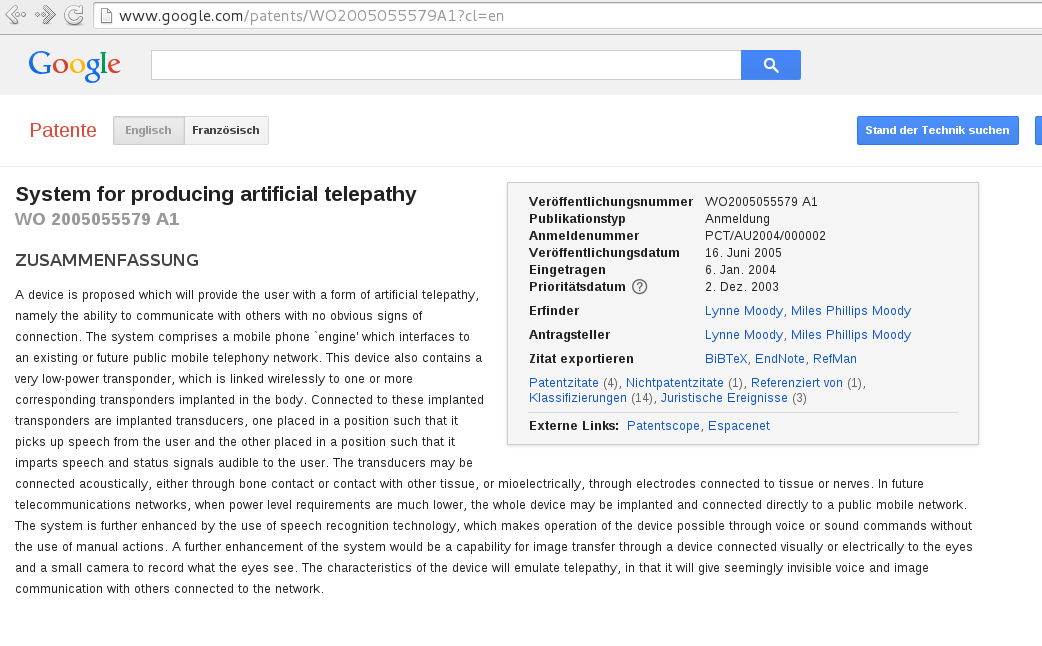 www.google.com/patents/WO2005055579A1?cl=en
Google
Patente
Englisch
Französisch
Stand der Technik suchen
System for producing artificial telepathy
WO 2005055579 A1
ZUSAMMENFASSUNG
A device is proposed which will provide the user with a form of artificial telepathy,
namely the ability to communicate with others with no obvious signs of
connection. The system comprises a mobile phone `engine' which interfaces to
an existing or future public mobile telephony network. This device also contains a
very low-power transponder, which is linked wirelessly to one or more
corresponding transponders implanted in the body. Connected to these implanted
transponders are implanted transducers, one placed in a position such that it
picks up speech from the user and the other placed in a position such that it
imparts speech and status signals audible to the user. The transducers may be
connected acoustically, either through bone contact or contact with other tissue, or mioelectrically, through electrodes connected to tissue or nerves. In future
telecommunications networks, when power level requirements are much lower, the whole device may be implanted and connected directly to a public mobile network.
The system is further enhanced by the use of speech recognition technology, which makes operation of the device possible through voice or sound commands without
the use of manual actions. A further enhancement of the system would be a capability for image transfer through a device connected visually or electrically to the eyes
and a small camera to record what the eyes see. The characteristics of the device will emulate telepathy, in that it will give seemingly invisible voice and image
communication with others connected to the network.
Veröffentlichungsnummer WO2005055579 A1
Publikationstyp Anmeldung
Anmeldenummer PCT/AU2004/000002
Veröffentlichungsdatum 16. Juni 2005
Eingetragen 6. Jan. 2004
Prioritätsdatum ? 2. Dez. 2003
Erfinder Lynne Moody, Miles Phillips Moody
Antragsteller Lynne Moody, Miles Phillips Moody
Zitat exportieren BiBTeX, EndNote, RefMan
Patentzitate (4), Nichtpatentzitate (1), Referenziert von (1),
Klassifizierungen (14), Juristische Ereignisse (3)
Externe Links: Patentscope, Espacenet